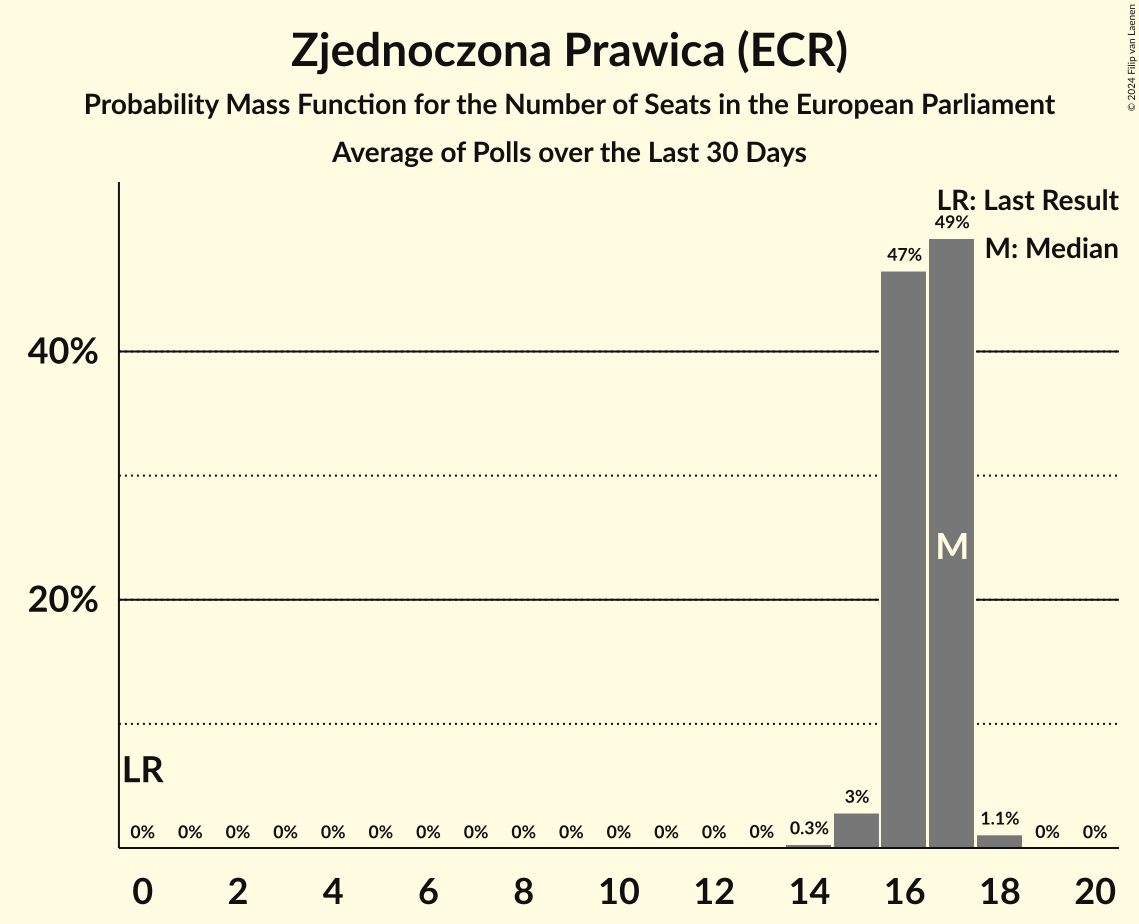 Zjednoczona Prawica (ECR)
Probability Mass Function for the Number of Seats in the European Parliament
Average of Polls over the Last 30 Days
© 2024 Filip van Laenen
LR: Last Result
M: Median
49%
47%
40%
M
20%
LR
0% 0% 0% 0% 0% 0% 0% 0% 0% 0% 0% 0% 0% 0% 0.3% 3% 1.1% 0% 0%
0 2 4 6 8 10 12 14 16 18 20